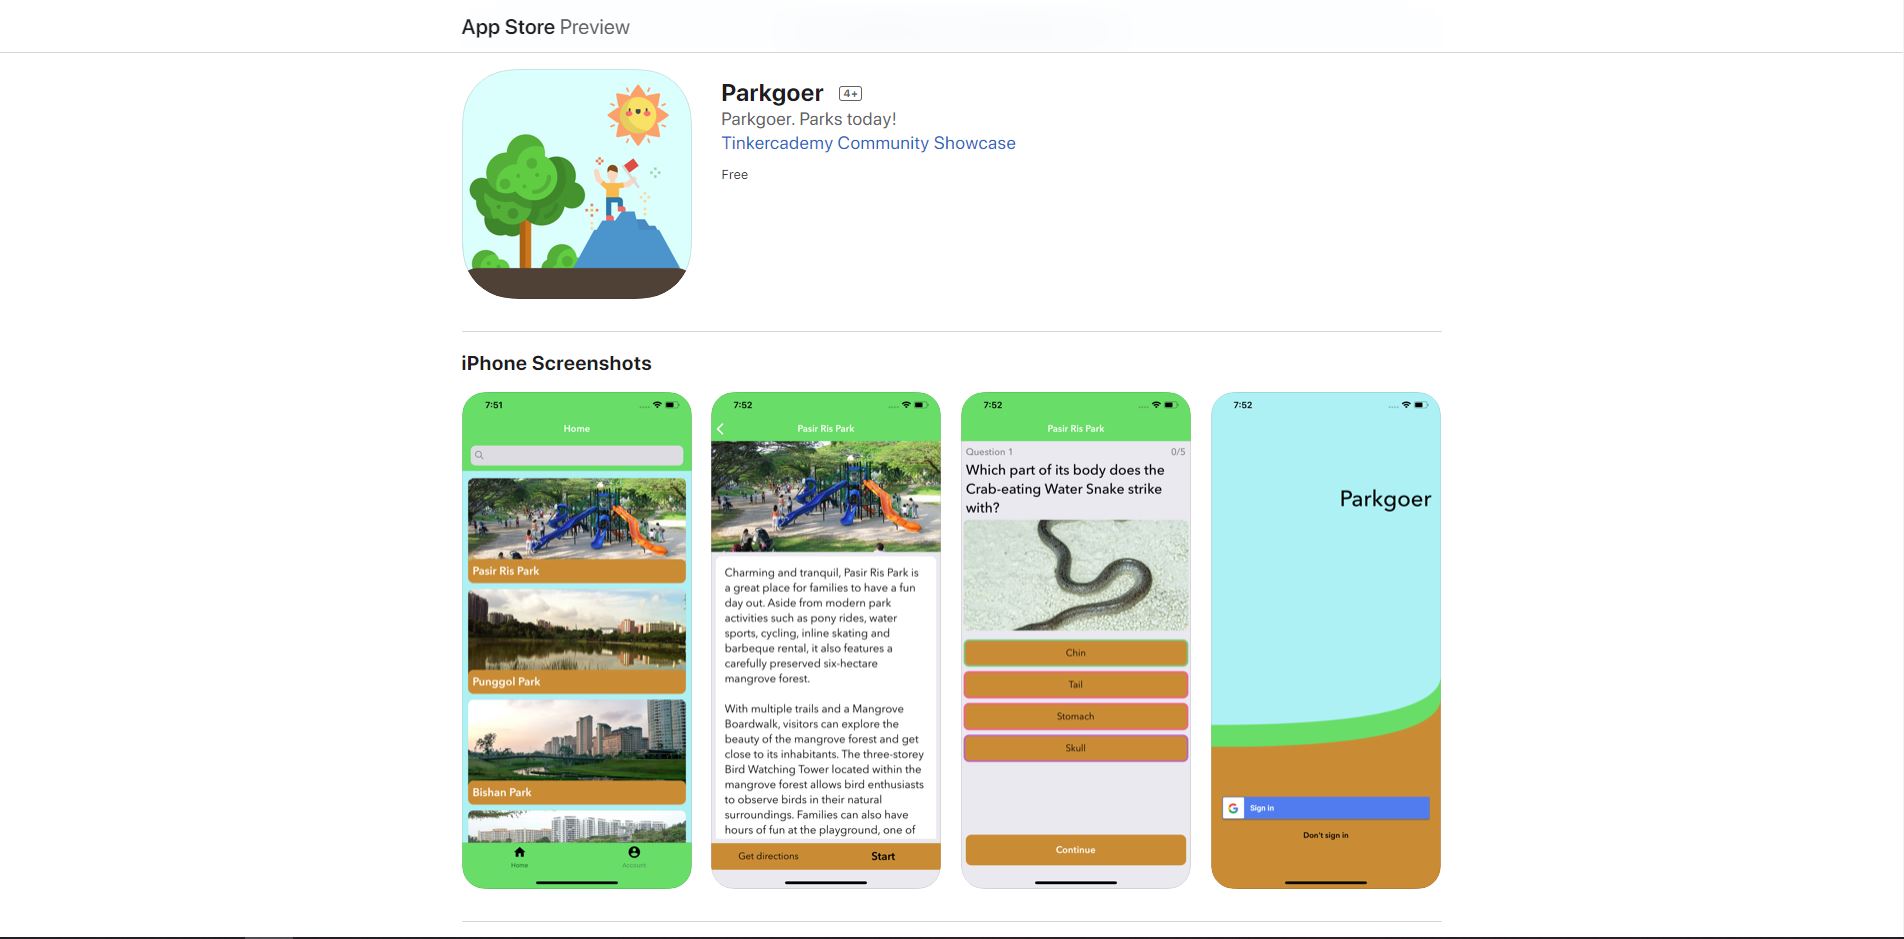 App Store Preview
Parkgoer 4+
Parkgoer. Parks today!
Tinkercademy Community Showcase
Free
iPhone Screenshots
7:51
Home
Pasir Ris Park
Punggol Park
Bishan Park
Home Account
7:52
Pasir Ris Park
Charming and tranquil, Pasir Ris Park is
a great place for families to have a fun
day out. Aside from modern park
activities such as pony rides, water
sports, cycling, inline skating and
barbeque rental, it also features a
carefully preserved six-hectare
mangrove forest.
With multiple trails and a Mangrove
Boardwalk, visitors can explore the
beauty of the mangrove forest and get
close to its inhabitants. The three-storey
Bird Watching Tower located within the
mangrove forest allows bird enthusiasts
to observe birds in their natural
surroundings. Families can also have
hours of fun at the playground, one of
Get directions Start
7:52
Pasir Ris Park
Question 1 0/5
Which part of its body does the
Crab-eating Water Snake strike
with?
Chin
Tail
Stomach
Skull
Continue
7:52
Parkgoer
G Sign in
Don't sign in